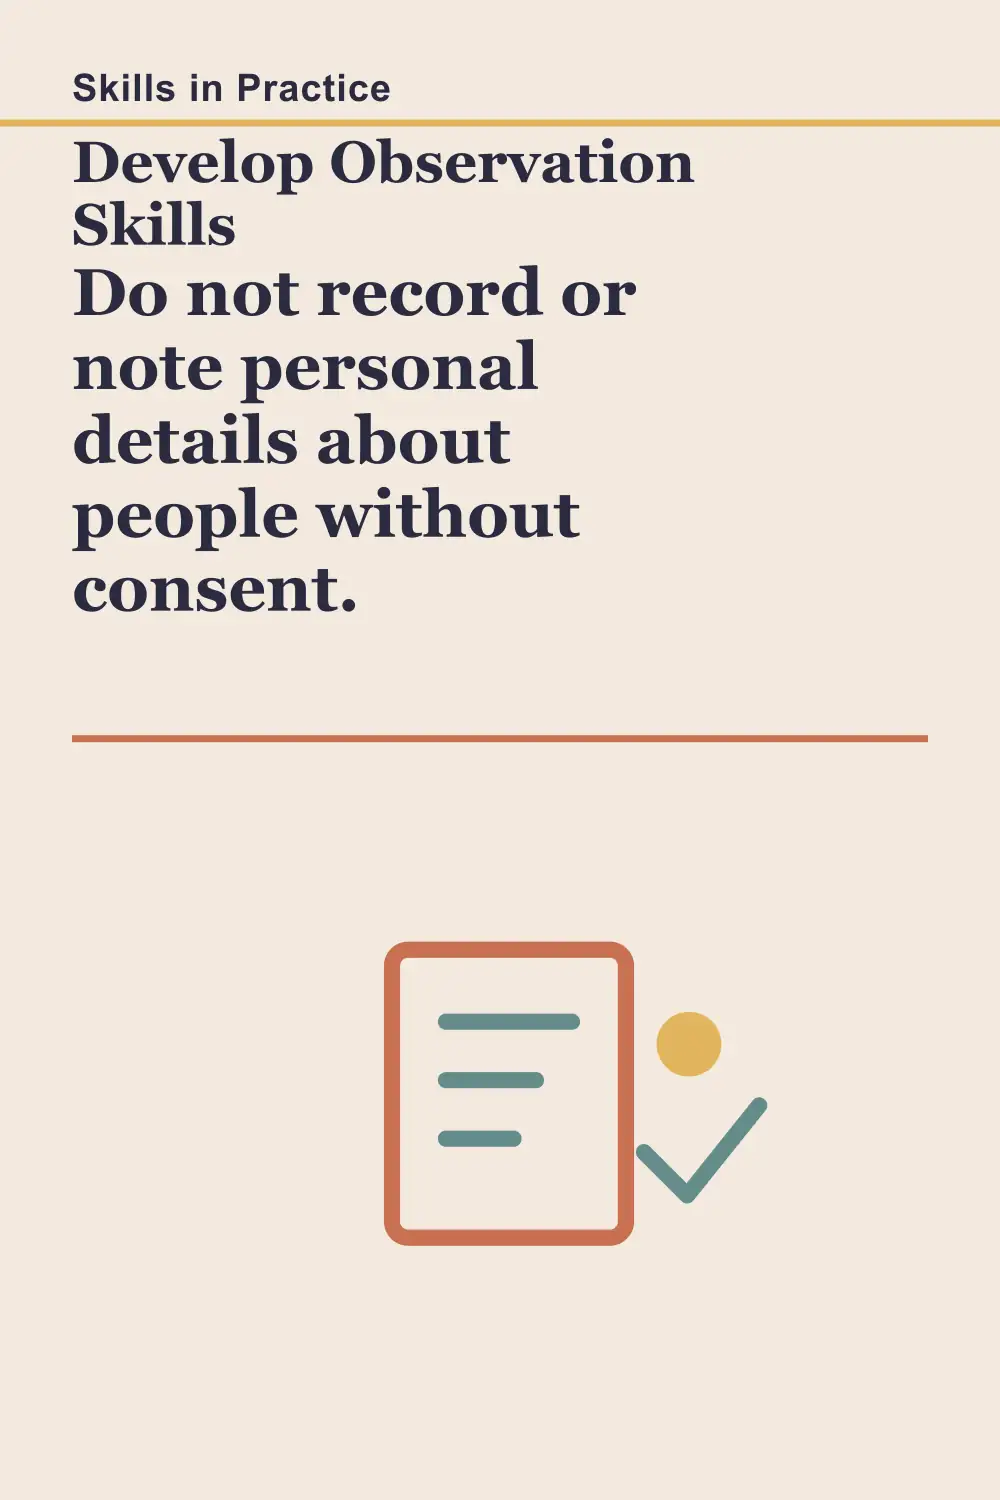 Skills in Practice
Develop Observation
Skills
Do not record or
note personal
details about
people without
consent.